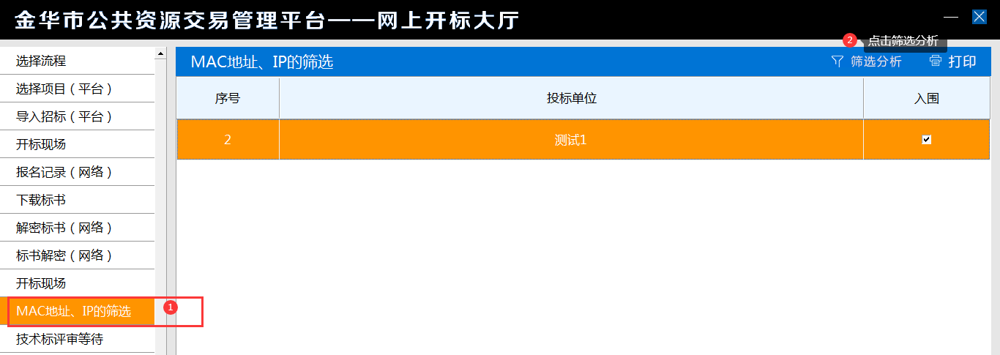 金华市公共资源交易管理平台——网上开标大厅
2 点击筛选分析
选择流程
选择项目（平台）
导入招标（平台）
开标现场
报名记录（网络）
下载标书
解密标书（网络）
标书解密（网络）
开标现场
MAC地址、IP的筛选 1
技术标评审等待
MAC地址、IP的筛选 筛选分析 打印
序号 投标单位 入围
2 测试1